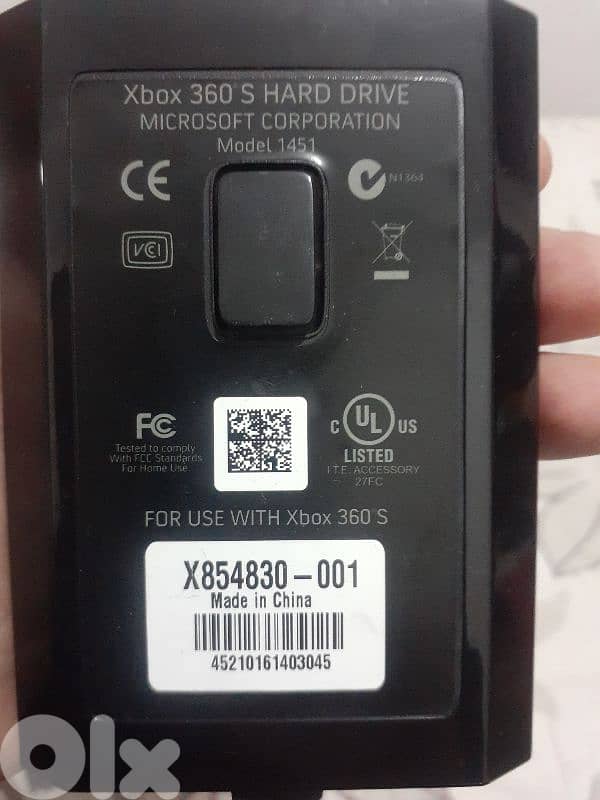 Xbox 360 S HARD DRIVE
MICROSOFT CORPORATION
Model 1451
CE
N1364
VCI
FC
Tested to comply
With FCC Standards
For Home Use
C UL US
LISTED
I.T.E. ACCESSORY
27FC
FOR USE WITH Xbox 360 S
X854830-001
Made in China
45210161403045
Olx